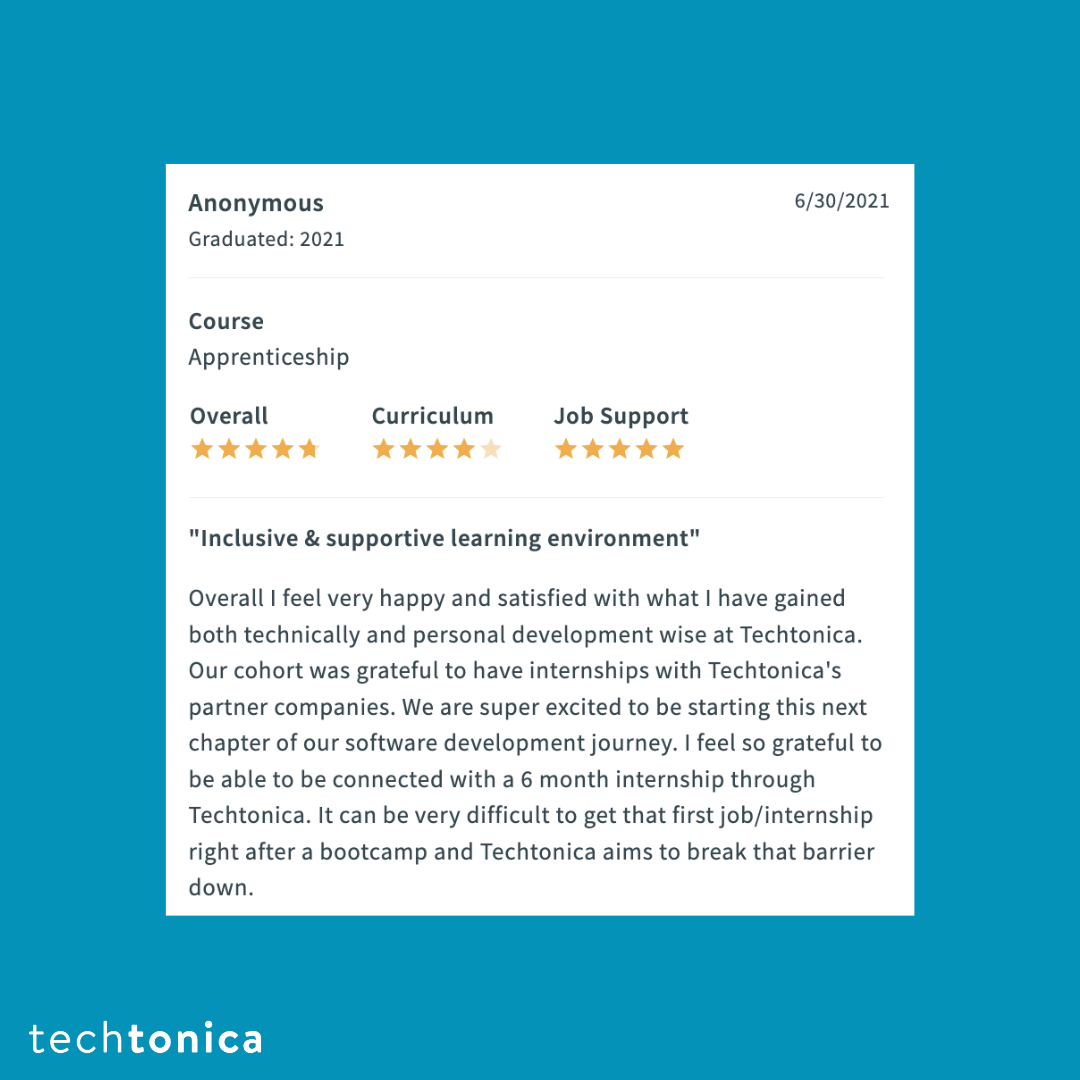 Anonymous
6/30/2021
Graduated: 2021
Course
Apprenticeship
Overall
Curriculum
Job Support
"Inclusive & supportive learning environment"
Overall I feel very happy and satisfied with what I have gained
both technically and personal development wise at Techtonica.
Our cohort was grateful to have internships with Techtonica's
partner companies. We are super excited to be starting this next
chapter of our software development journey. I feel so grateful to
be able to be connected with a 6 month internship through
Techtonica. It can be very difficult to get that first job/internship
right after a bootcamp and Techtonica aims to break that barrier
down.
techtonica